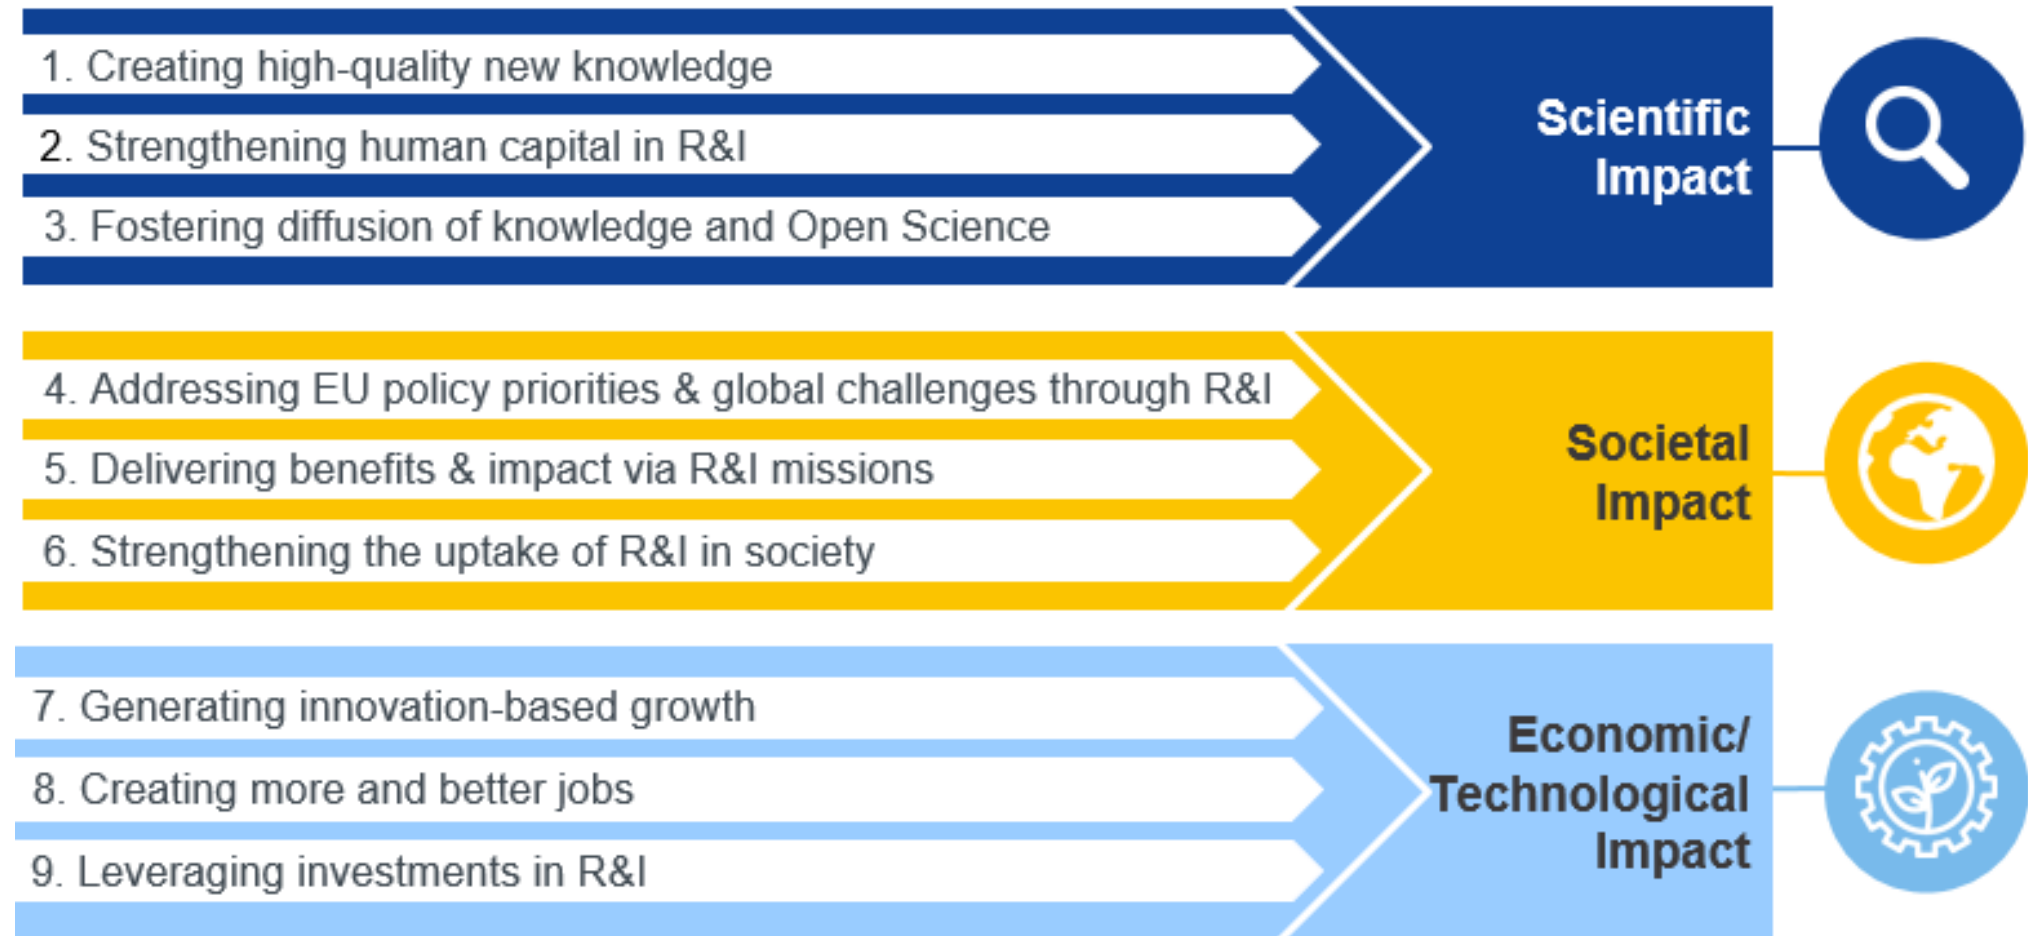 1. Creating high-quality new knowledge
2. Strengthening human capital in R&I
3. Fostering diffusion of knowledge and Open Science
Scientific
Impact
4. Addressing EU policy priorities & global challenges through R&I
5. Delivering benefits & impact via R&I missions
6. Strengthening the uptake of R&I in society
Societal
Impact
7. Generating innovation-based growth
8. Creating more and better jobs
9. Leveraging investments in R&I
Economic/
Technological
Impact